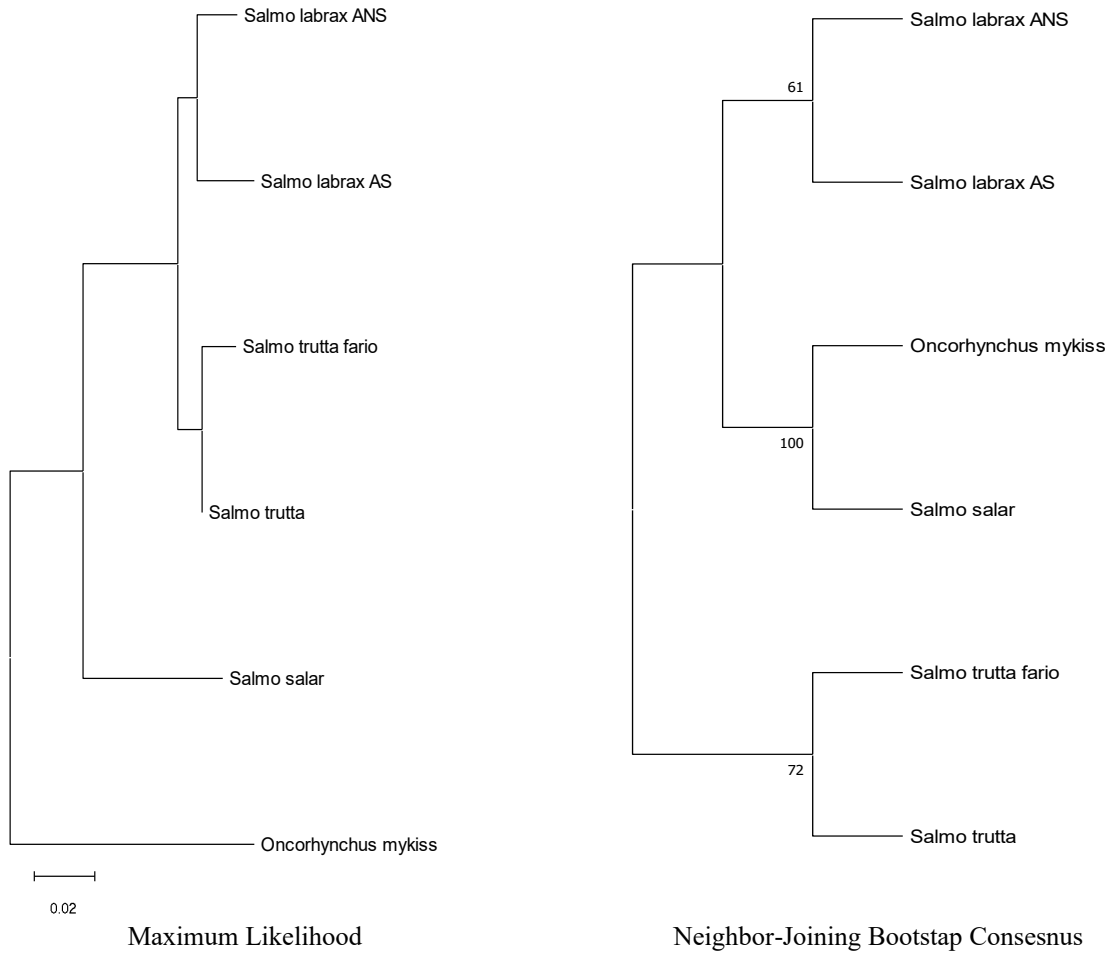 Salmo labrax ANS
Salmo labrax AS
Salmo trutta fario
Salmo trutta
Salmo salar
Oncorhynchus mykiss
0.02
Maximum Likelihood
Salmo labrax ANS
61
Salmo labrax AS
Oncorhynchus mykiss
100
Salmo salar
Salmo trutta fario
72
Salmo trutta
Neighbor-Joining Bootstap Consesnus